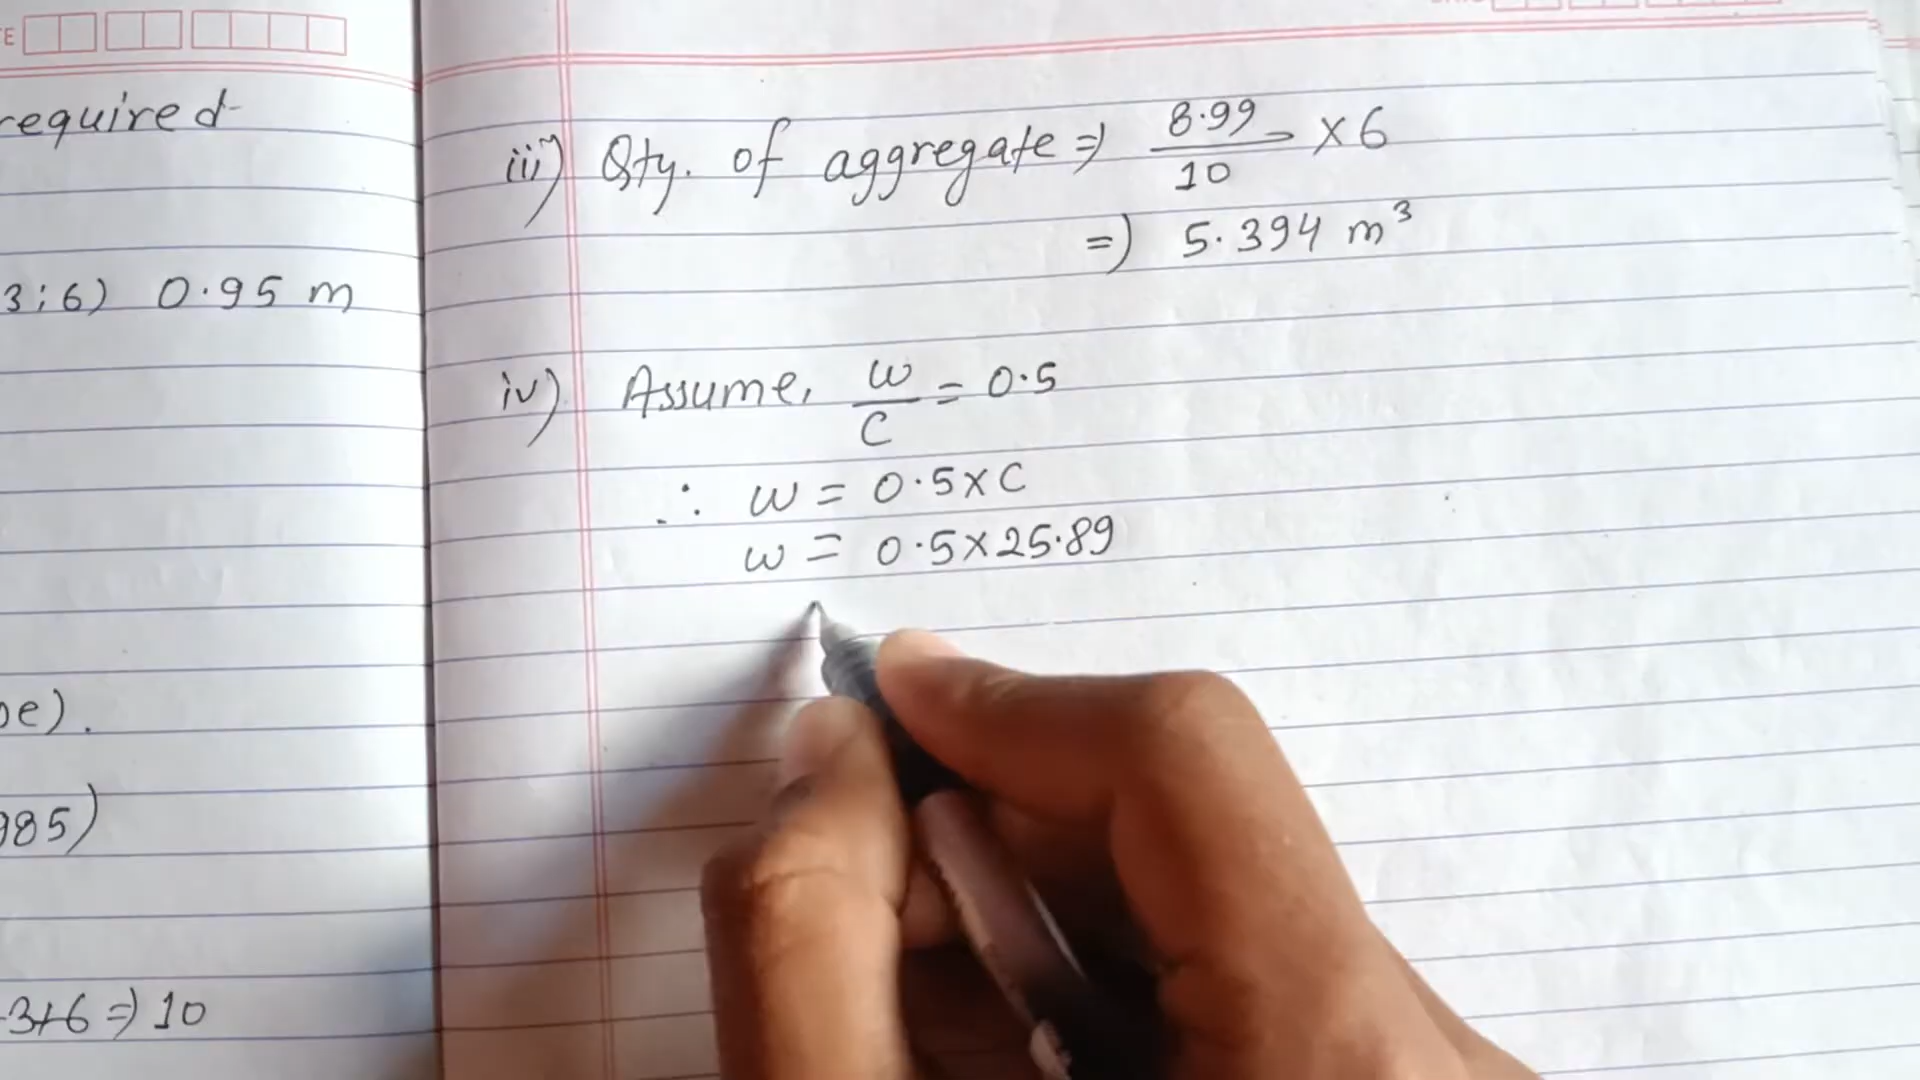 required
3:6) 0.95 m
985)
3+6 ⇒ 10
iii) Qty. of aggregate ⇒ 8.99/10 × 6
⇒ 5.394 m³
iv) Assume, w/c = 0.5
∴ w = 0.5 × C
w = 0.5 × 25.89